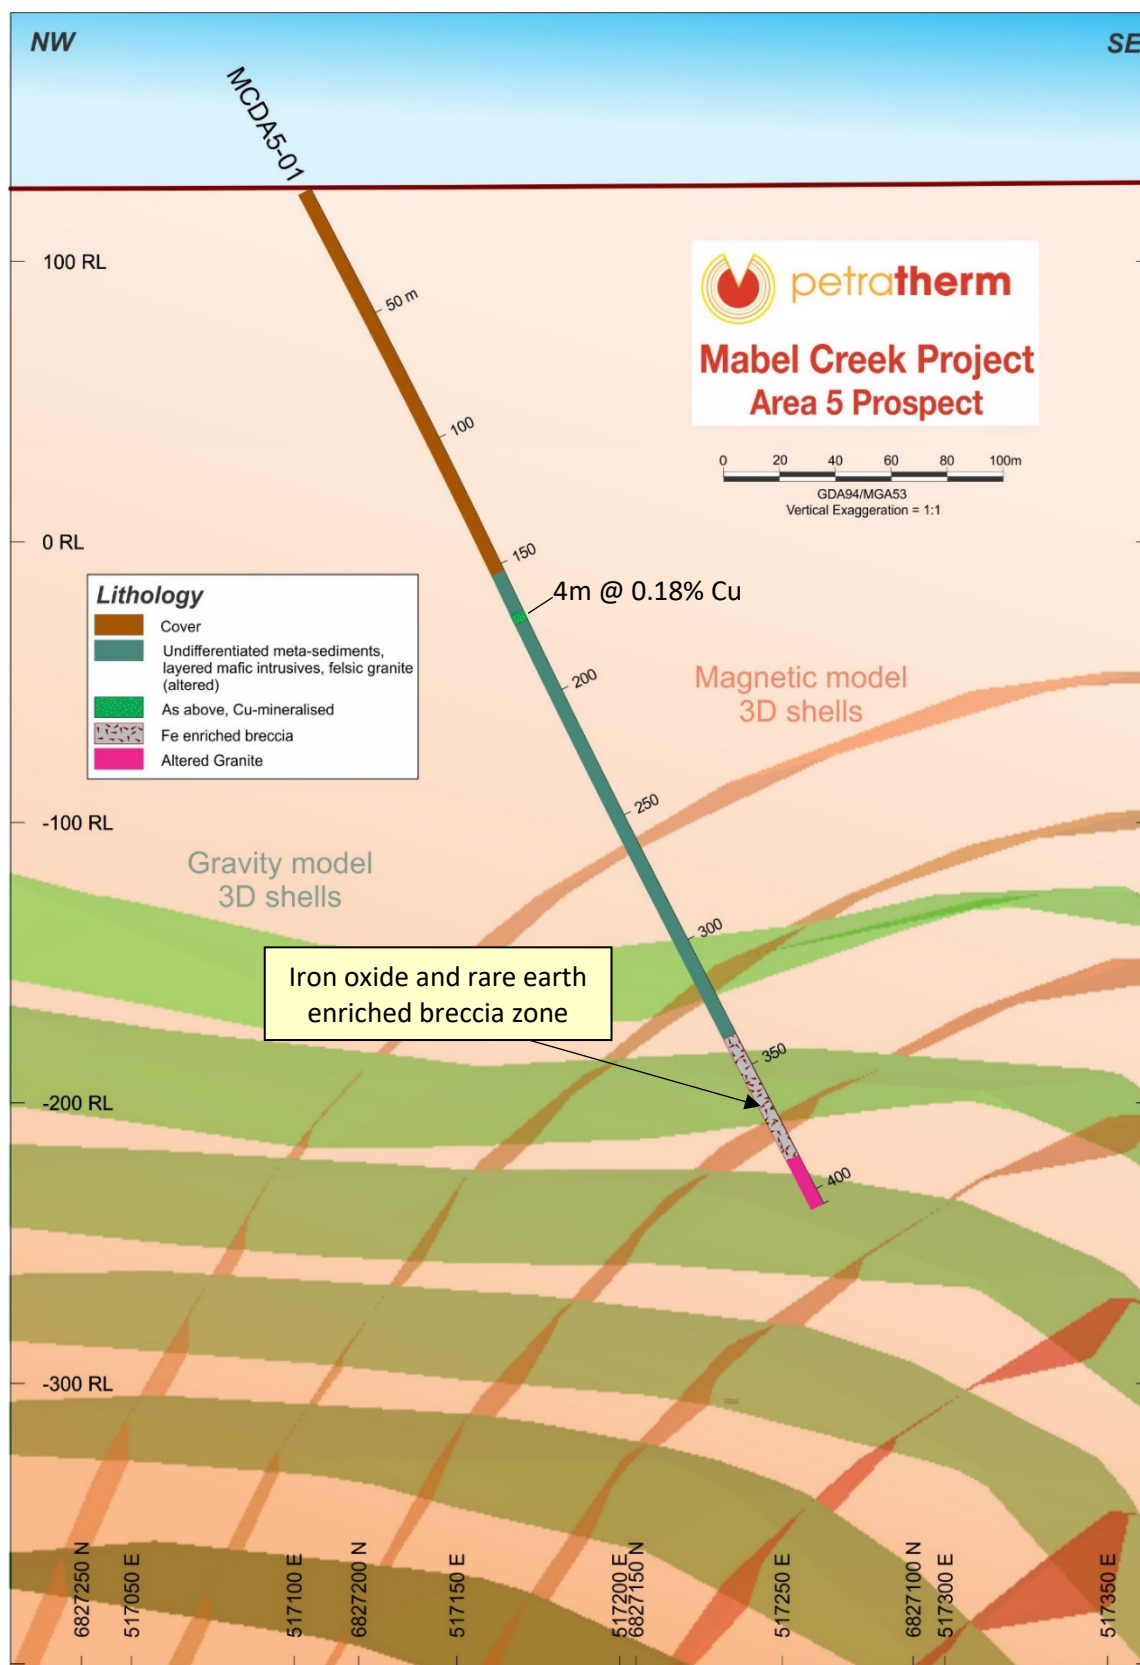 NW
SE
MCDA5-01
100 RL
petratherm
Mabel Creek Project
Area 5 Prospect
50 m
100
0 20 40 60 80 100m
GDA94/MGA53
Vertical Exaggeration = 1:1
0 RL
150
4m @ 0.18% Cu
Lithology
Cover
Undifferentiated meta-sediments,
layered mafic intrusives, felsic granite
(altered)
As above, Cu-mineralised
Fe enriched breccia
Altered Granite
200
Magnetic model
3D shells
250
-100 RL
Gravity model
3D shells
300
Iron oxide and rare earth
enriched breccia zone
350
-200 RL
400
-300 RL
6827250 N
517050 E
517100 E
6827200 N
517150 E
517200 E
6827150 N
517250 E
6827100 N
517300 E
517350 E